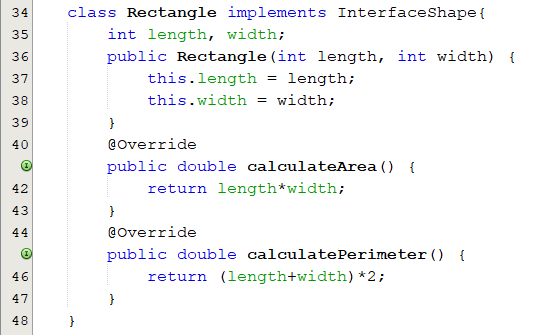 34 class Rectangle implements InterfaceShape{
35 int length, width;
36 public Rectangle(int length, int width) {
37 this.length = length;
38 this.width = width;
39 }
40 @Override
public double calculateArea() {
42 return length*width;
43 }
44 @Override
public double calculatePerimeter() {
46 return (length+width)*2;
47 }
48 }